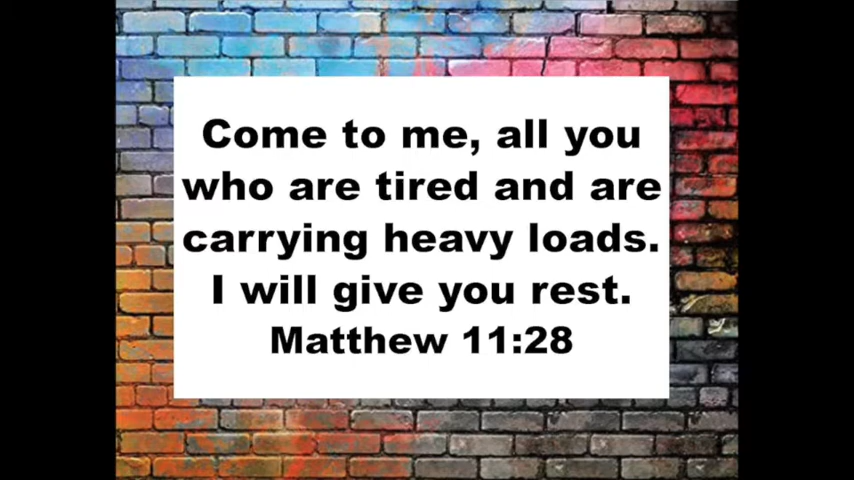 Come to me, all you
who are tired and are
carrying heavy loads.
I will give you rest.
Matthew 11:28